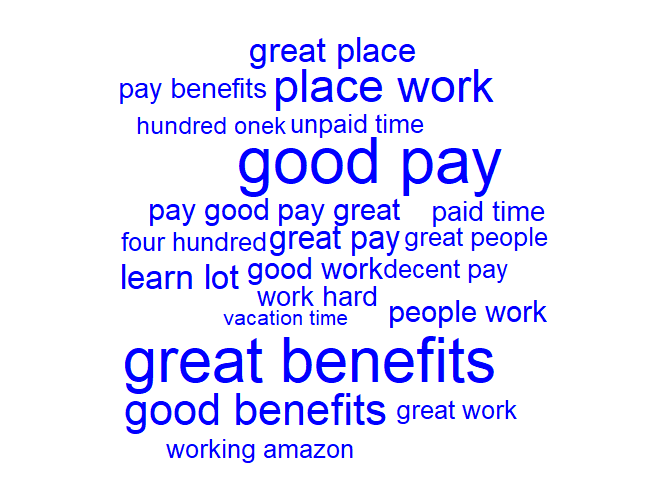 great place
pay benefits place work
hundred onek unpaid time
good pay
pay good pay great paid time
four hundred great pay great people
learn lot good work decent pay
work hard
vacation time people work
great benefits
good benefits great work
working amazon